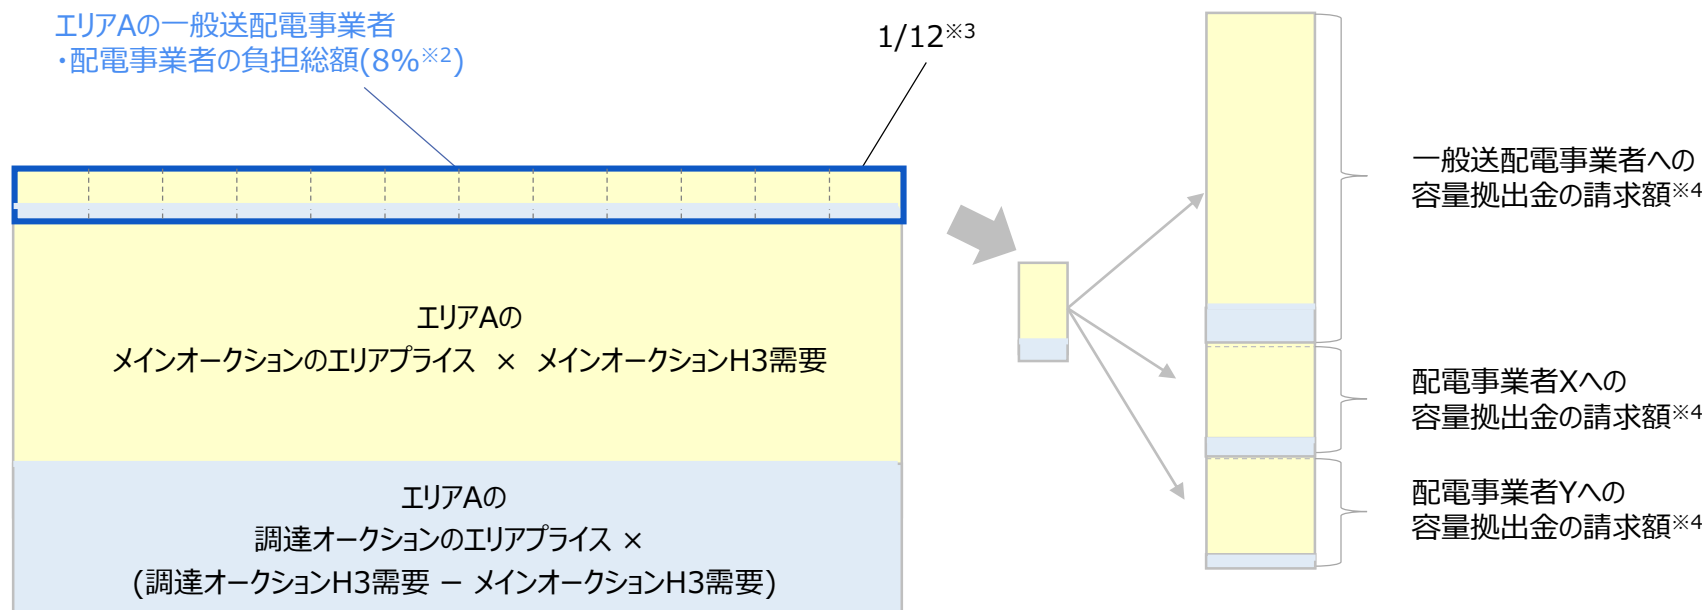 エリアAの一般送配電事業者
・配電事業者の負担総額(8%※2)
1/12※3
エリアAの
メインオークションのエリアプライス × メインオークションH3需要
エリアAの
調達オークションのエリアプライス ×
(調達オークションH3需要 − メインオークションH3需要)
一般送配電事業者への
容量拠出金の請求額※4
配電事業者Xへの
容量拠出金の請求額※4
配電事業者Yへの
容量拠出金の請求額※4